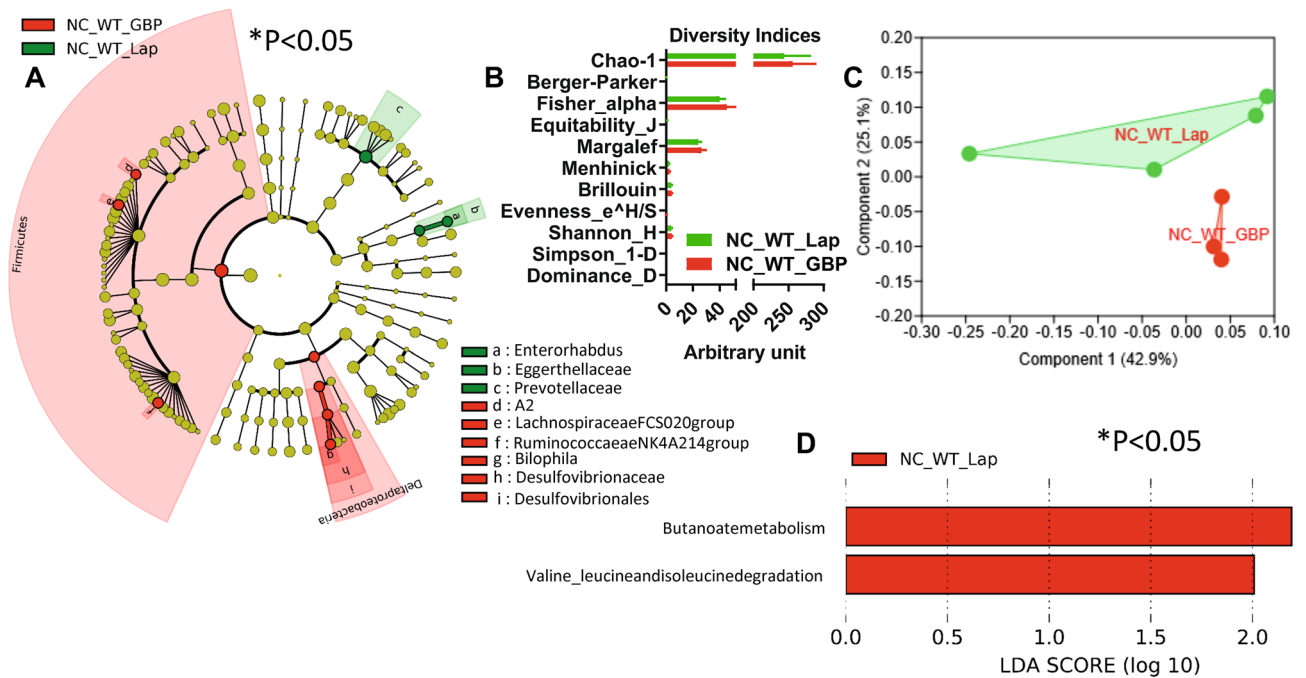 NC_WT_GBP
NC_WT_Lap
*P<0.05
A
Firmicutes
a
b
c
d
e
f
g
h
i
Deltaproteobacteria
a : Enterorhabdus
b : Eggerthellaceae
c : Prevotellaceae
d : A2
e : LachnospiraceaeFCS020group
f : RuminococcaeaeNK4A214group
g : Bilophila
h : Desulfovibrionaceae
i : Desulfovibrionales
B
Diversity Indices
Chao-1
Berger-Parker
Fisher_alpha
Equitability_J
Margalef
Menhinick
Brillouin
Evenness_e^H/S
Shannon_H
Simpson_1-D
Dominance_D
NC_WT_Lap
NC_WT_GBP
0 20 40 200 250 300
Arbitrary unit
C
Component 2 (25.1%)
0.20
0.15
0.10
0.05
0.00
-0.05
-0.10
-0.15
-0.20
NC_WT_Lap
NC_WT_GBP
-0.30 -0.25 -0.20 -0.15 -0.10 -0.05 0.00 0.05 0.10
Component 1 (42.9%)
D
*P<0.05
NC_WT_Lap
Butanoatemetabolism
Valine_leucineandisoleucinedegradation
0.0 0.5 1.0 1.5 2.0
LDA SCORE (log 10)